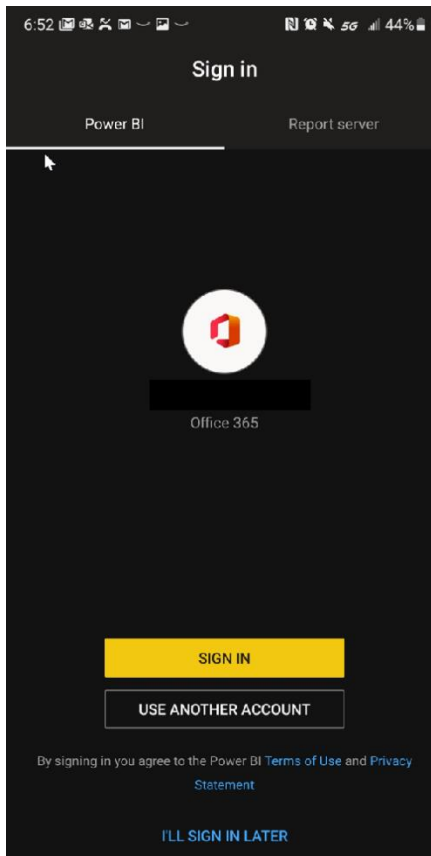 6:52 5G 44%
Sign in
Power BI Report server
Office 365
SIGN IN
USE ANOTHER ACCOUNT
By signing in you agree to the Power BI Terms of Use and Privacy
Statement
I'LL SIGN IN LATER